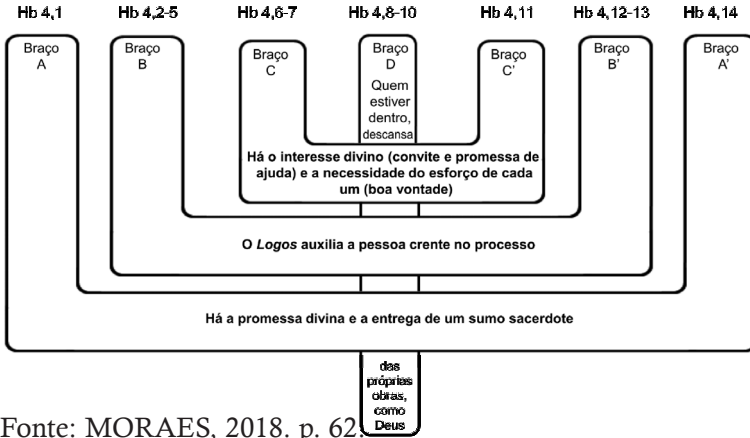 Hb 4,1 Hb 4,2-5 Hb 4,6-7 Hb 4,8-10 Hb 4,11 Hb 4,12-13 Hb 4,14
Braço
A
Braço
B
Braço
C
Braço
D
Quem
estiver
dentro,
descansa
Braço
C'
Braço
B'
Braço
A'
Há o interesse divino (convite e promessa de
ajuda) e a necessidade do esforço de cada
um (boa vontade)
O Logos auxilia a pessoa crente no processo
Há a promessa divina e a entrega de um sumo sacerdote
das
próprias
obras,
como
Deus
Fonte: MORAES, 2018. p. 62.